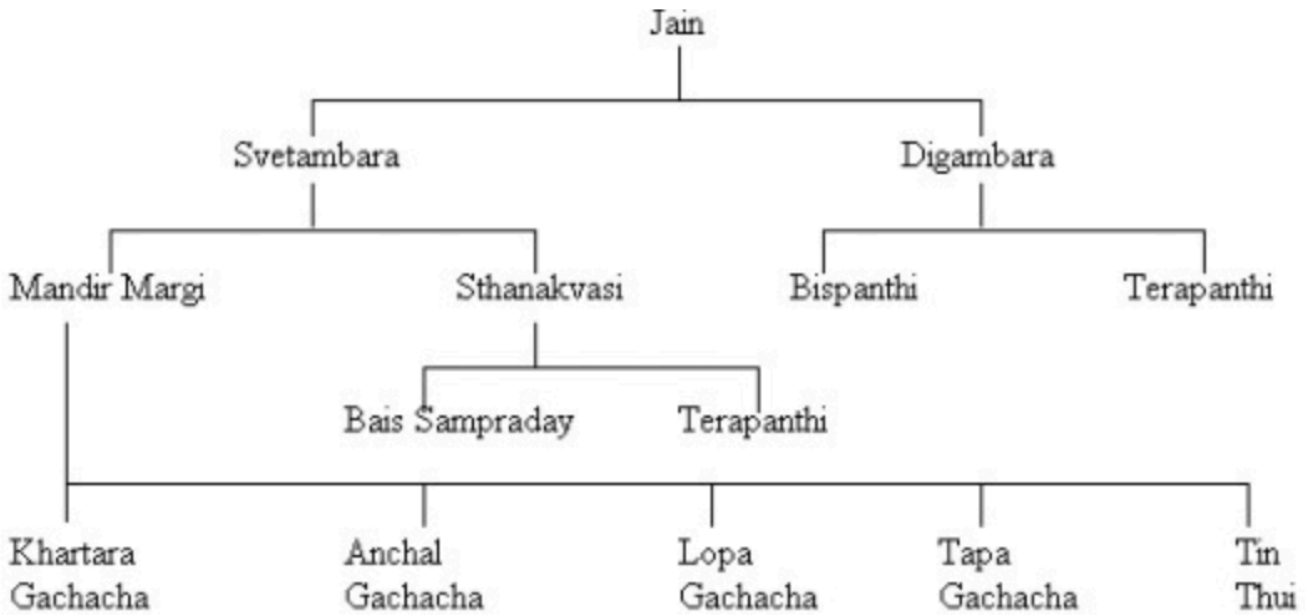 Jain
Svetambara Digambara
Mandir Margi Sthanakvasi Bispanthi Terapanthi
Bais Sampraday Terapanthi
Khartara Anchal Lopa Tapa Tin
Gachacha Gachacha Gachacha Gachacha Thui